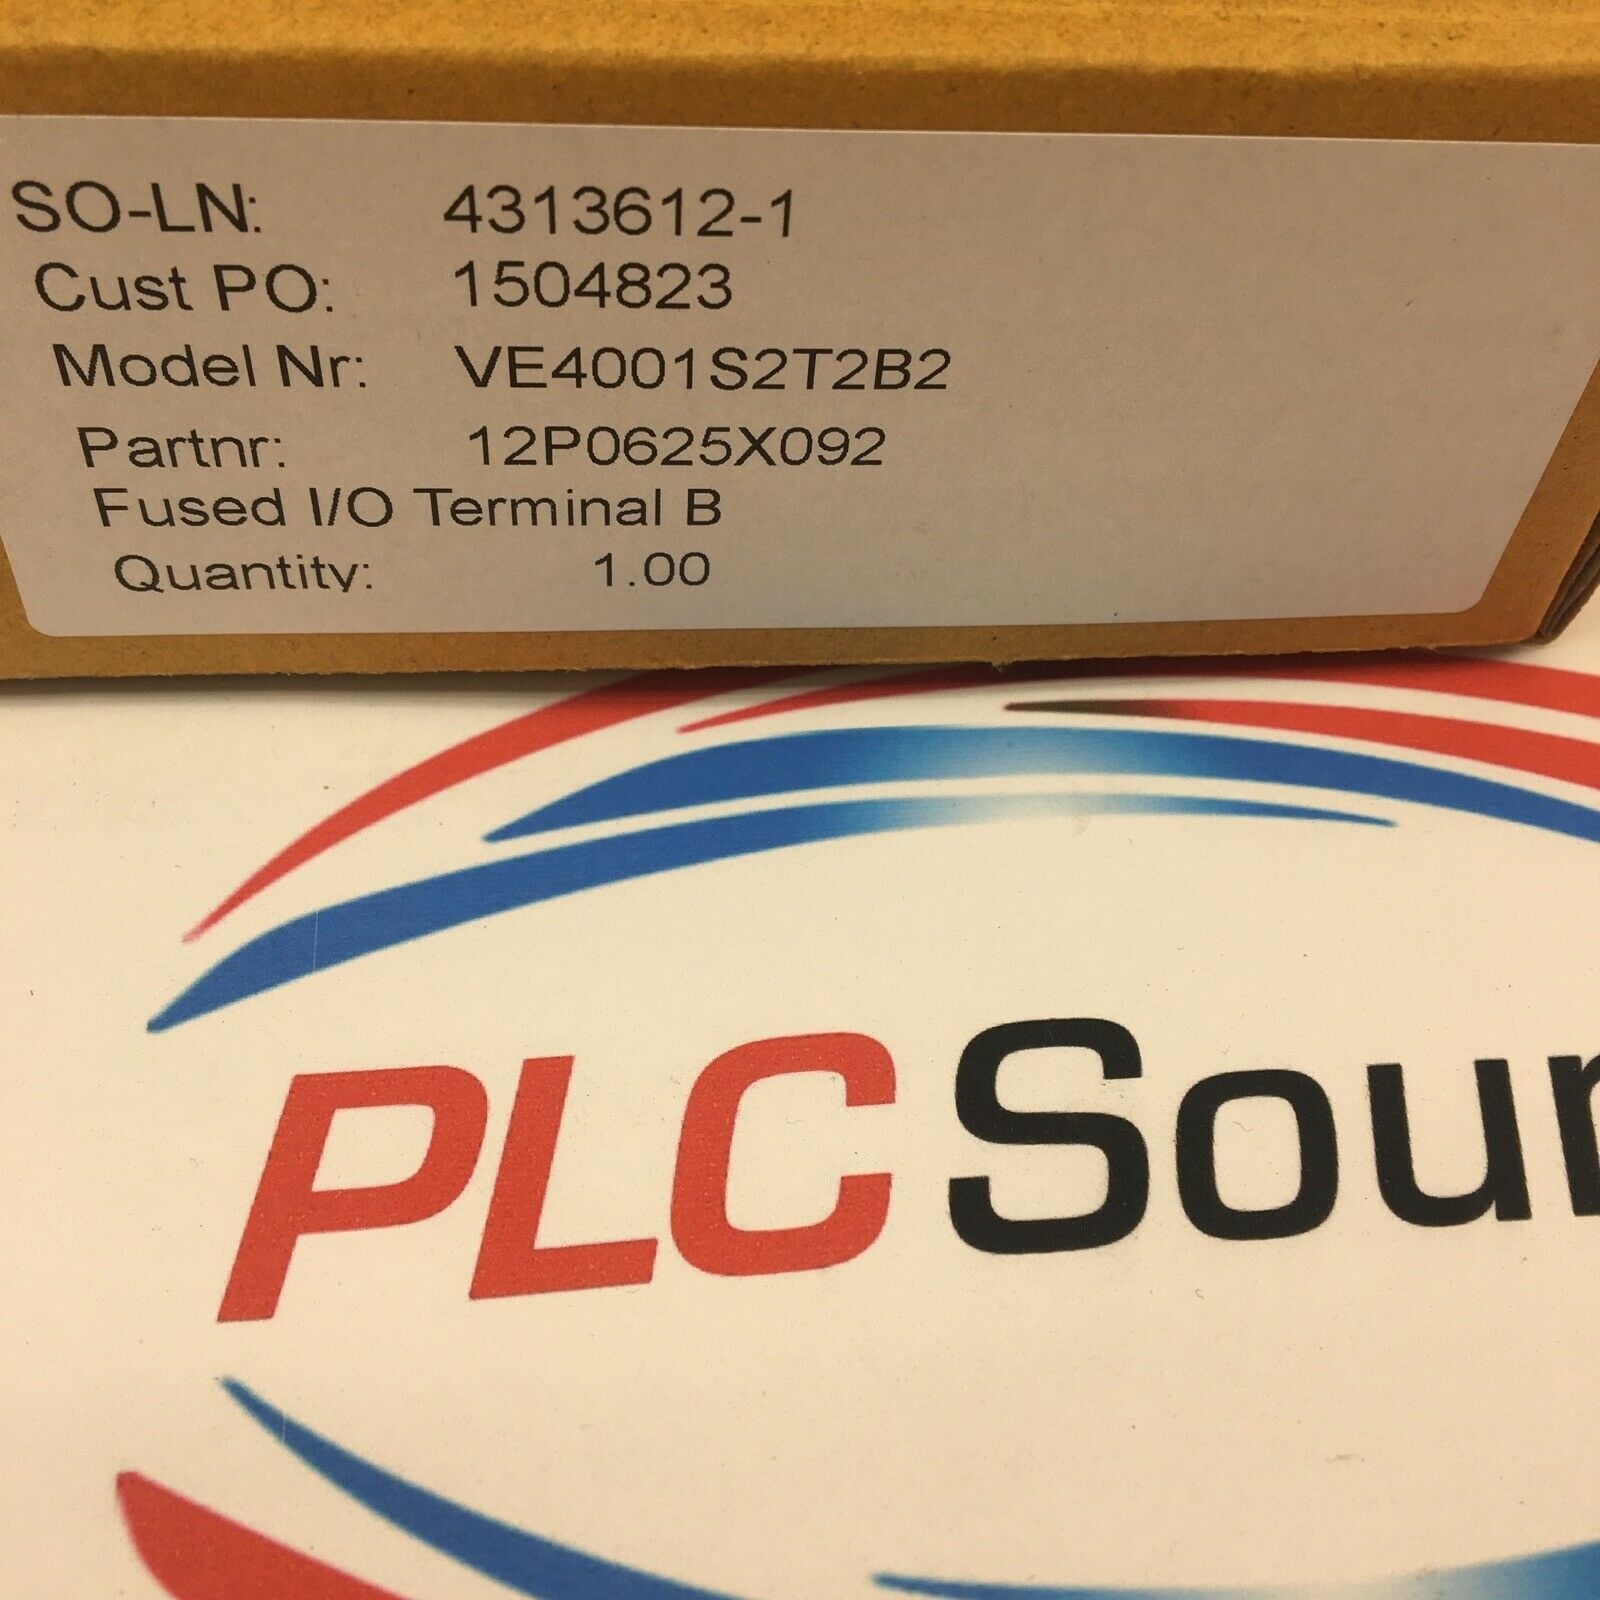 SO-LN: 4313612-1
Cust PO: 1504823
Model Nr: VE4001S2T2B2
Partnr: 12P0625X092
Fused I/O Terminal B
Quantity: 1.00
PLC Sour